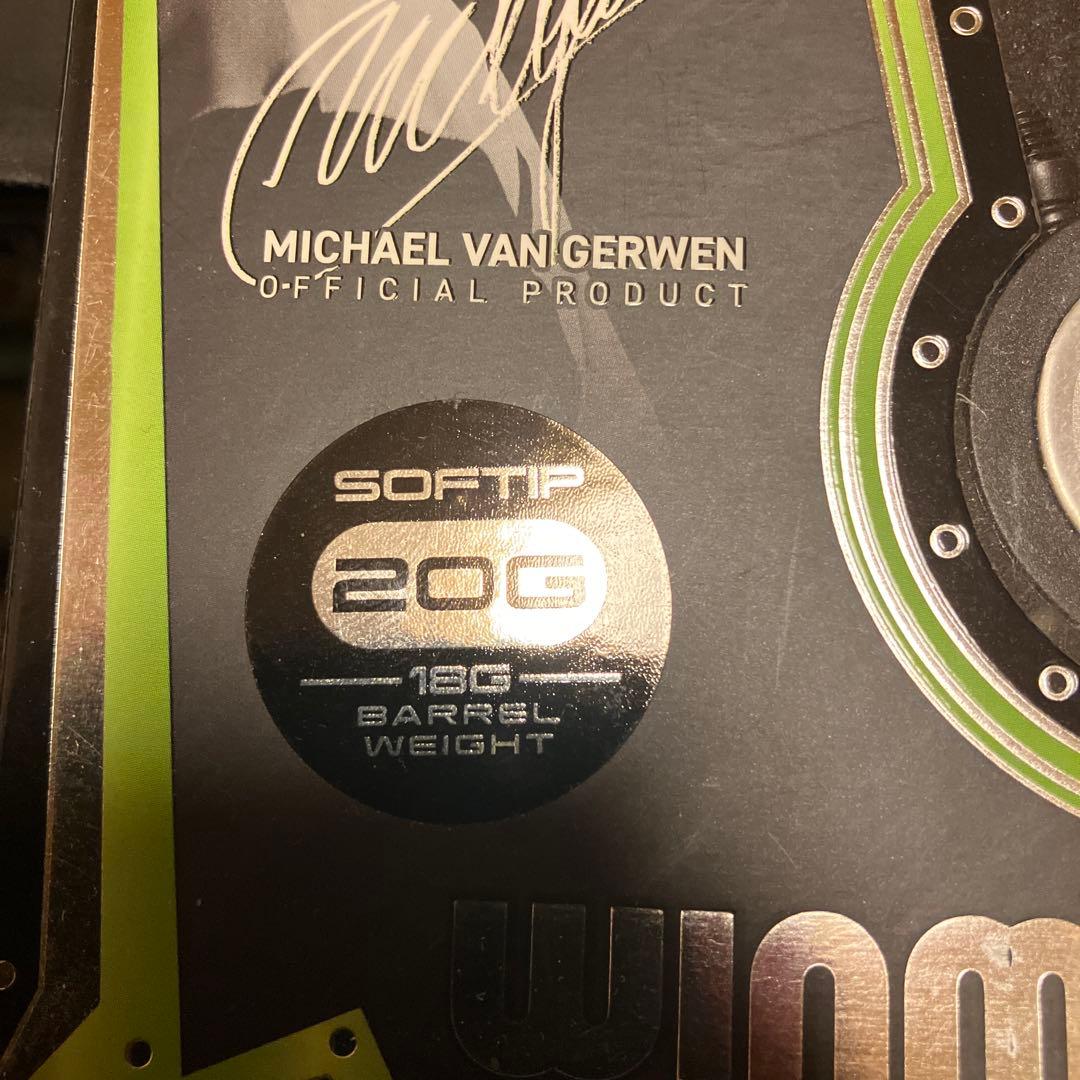 MICHAEL VAN GERWEN
OFFICIAL PRODUCT
SOFTIP
20G
18G
BARREL
WEIGHT